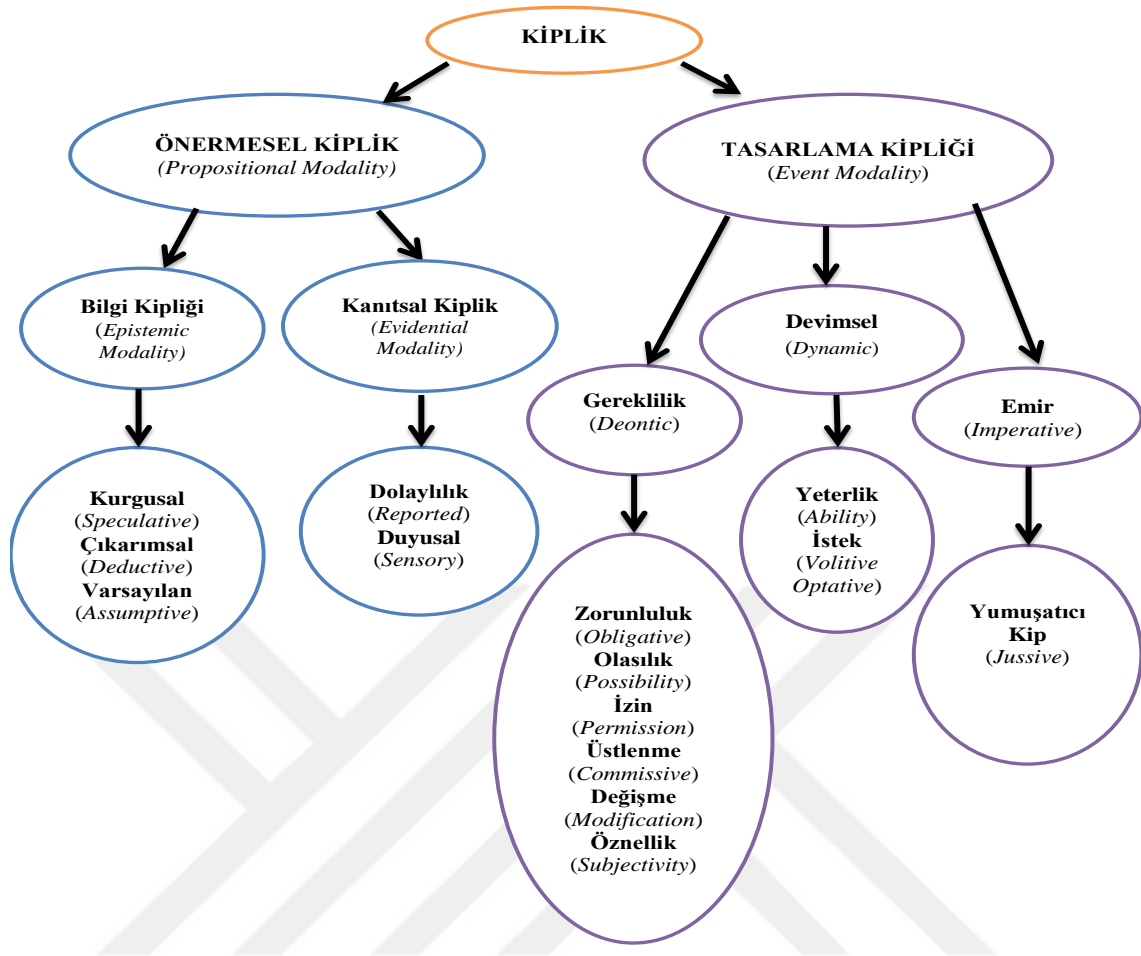 KİPLİK
ÖNERMESEL KİPLİK
(Propositional Modality)
TASARLAMA KİPLİĞİ
(Event Modality)
Bilgi Kipliği
(Epistemic
Modality)
Kanıtsal Kiplik
(Evidential
Modality)
Devimsel
(Dynamic)
Gereklilik
(Deontic)
Emir
(Imperative)
Kurgusal
(Speculative)
Çıkarımsal
(Deductive)
Varsayılan
(Assumptive)
Dolaylılık
(Reported)
Duyusal
(Sensory)
Zorunluluk
(Obligative)
Olasılık
(Possibility)
İzin
(Permission)
Üstlenme
(Commissive)
Değişme
(Modification)
Öznellik
(Subjectivity)
Yeterlik
(Ability)
İstek
(Volitive
Optative)
Yumuşatıcı
Kip
(Jussive)